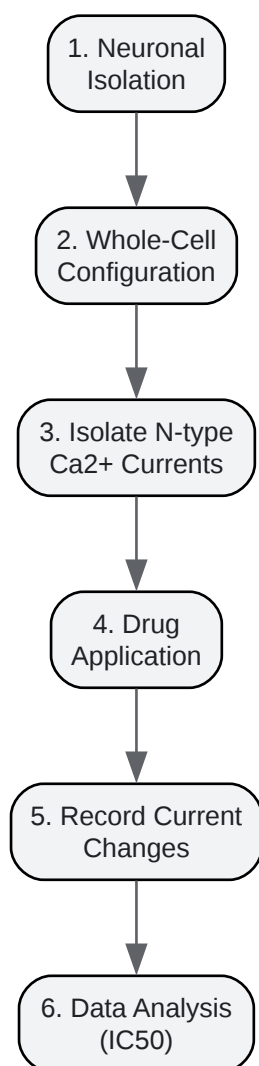 1. Neuronal
Isolation
2. Whole-Cell
Configuration
3. Isolate N-type
Ca2+ Currents
4. Drug
Application
5. Record Current
Changes
6. Data Analysis
(IC50)